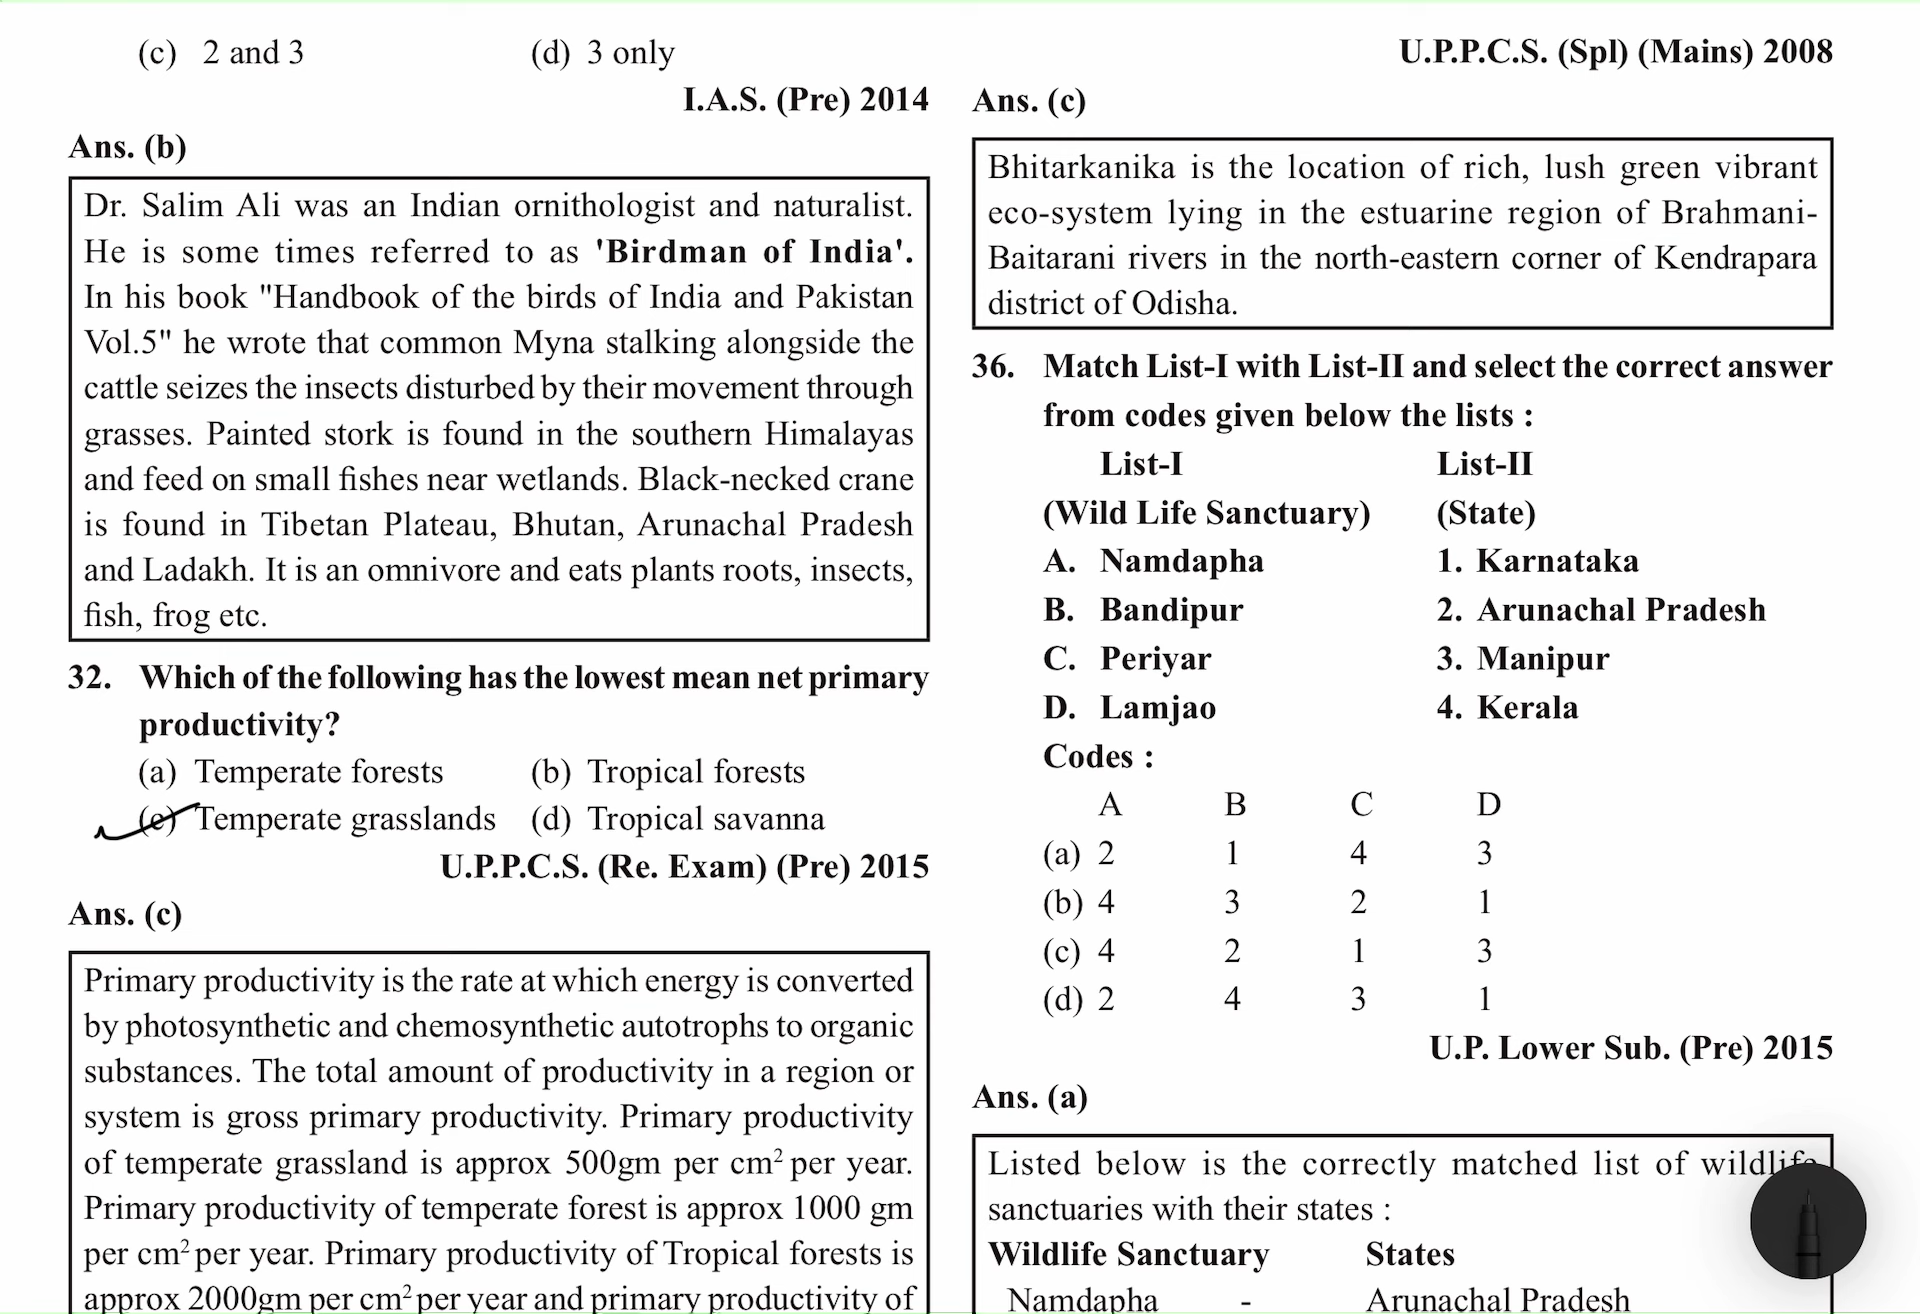 (c) 2 and 3 (d) 3 only
I.A.S. (Pre) 2014
Ans. (b)
Dr. Salim Ali was an Indian ornithologist and naturalist.
He is some times referred to as 'Birdman of India'.
In his book "Handbook of the birds of India and Pakistan
Vol.5" he wrote that common Myna stalking alongside the
cattle seizes the insects disturbed by their movement through
grasses. Painted stork is found in the southern Himalayas
and feed on small fishes near wetlands. Black-necked crane
is found in Tibetan Plateau, Bhutan, Arunachal Pradesh
and Ladakh. It is an omnivore and eats plants roots, insects,
fish, frog etc.
32. Which of the following has the lowest mean net primary
productivity?
(a) Temperate forests (b) Tropical forests
(c) Temperate grasslands (d) Tropical savanna
U.P.P.C.S. (Re. Exam) (Pre) 2015
Ans. (c)
Primary productivity is the rate at which energy is converted
by photosynthetic and chemosynthetic autotrophs to organic
substances. The total amount of productivity in a region or
system is gross primary productivity. Primary productivity
of temperate grassland is approx 500gm per cm² per year.
Primary productivity of temperate forest is approx 1000 gm
per cm² per year. Primary productivity of Tropical forests is
approx 2000gm per cm² per year and primary productivity of
U.P.P.C.S. (Spl) (Mains) 2008
Ans. (c)
Bhitarkanika is the location of rich, lush green vibrant
eco-system lying in the estuarine region of Brahmani-
Baitarani rivers in the north-eastern corner of Kendrapara
district of Odisha.
36. Match List-I with List-II and select the correct answer
from codes given below the lists :
List-I List-II
(Wild Life Sanctuary) (State)
A. Namdapha 1. Karnataka
B. Bandipur 2. Arunachal Pradesh
C. Periyar 3. Manipur
D. Lamjao 4. Kerala
Codes :
A B C D
(a) 2 1 4 3
(b) 4 3 2 1
(c) 4 2 1 3
(d) 2 4 3 1
U.P. Lower Sub. (Pre) 2015
Ans. (a)
Listed below is the correctly matched list of wildlife
sanctuaries with their states :
Wildlife Sanctuary States
Namdapha - Arunachal Pradesh